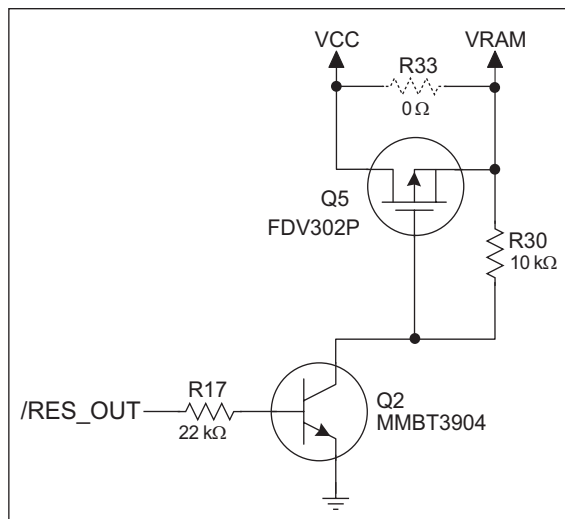 VCC
VRAM
R33
0 Ω
Q5
FDV302P
R30
10 kΩ
R17
/RES_OUT
22 kΩ
Q2
MMBT3904